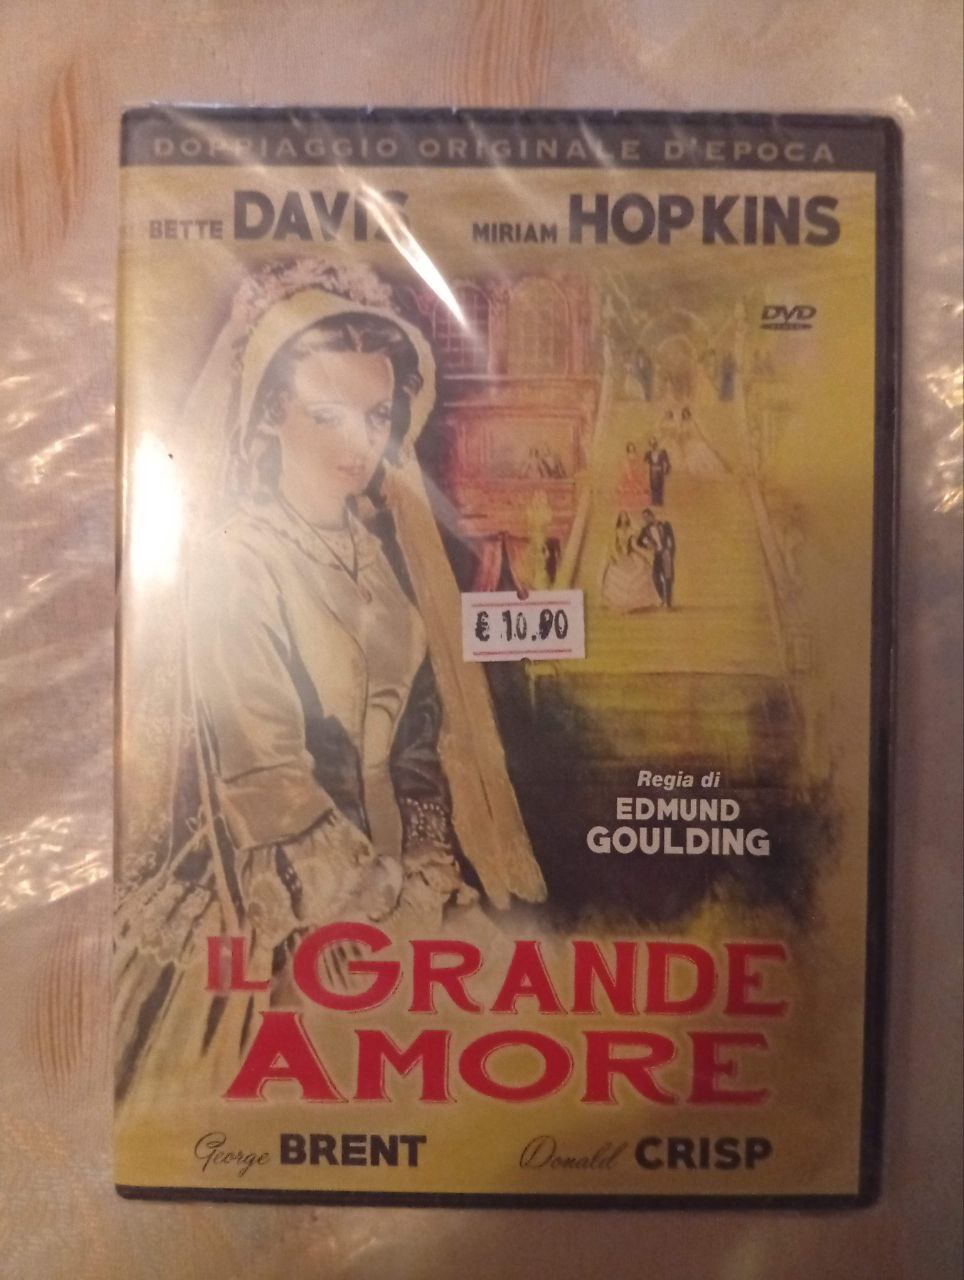 DOPPIAGGIO ORIGINALE D'EPOCA
BETTE DAVIS MIRIAM HOPKINS
DVD
VIDEO
€ 10.90
Regia di
EDMUND
GOULDING
IL GRANDE
AMORE
George BRENT Donald CRISP